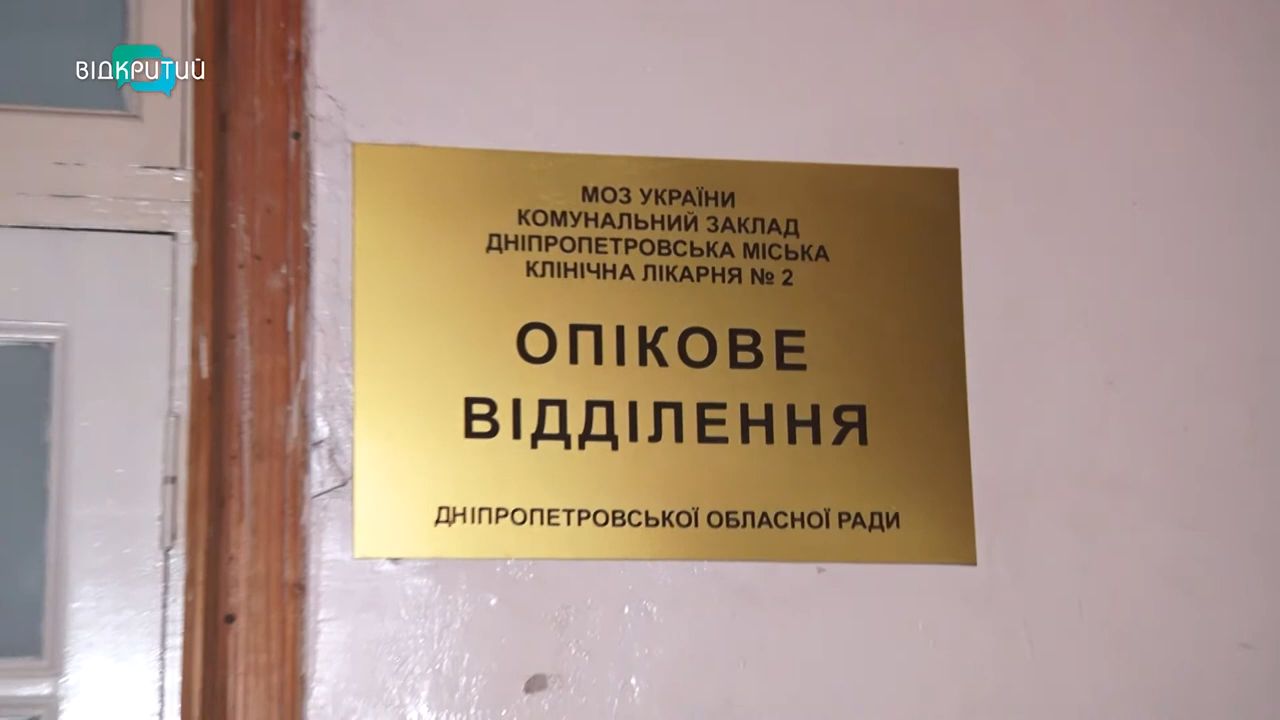 ВІДКРИТИЙ
МОЗ УКРАЇНИ
КОМУНАЛЬНИЙ ЗАКЛАД
ДНІПРОПЕТРОВСЬКА МІСЬКА
КЛІНІЧНА ЛІКАРНЯ № 2
ОПІКОВЕ
ВІДДІЛЕННЯ
ДНІПРОПЕТРОВСЬКОЇ ОБЛАСНОЇ РАДИ